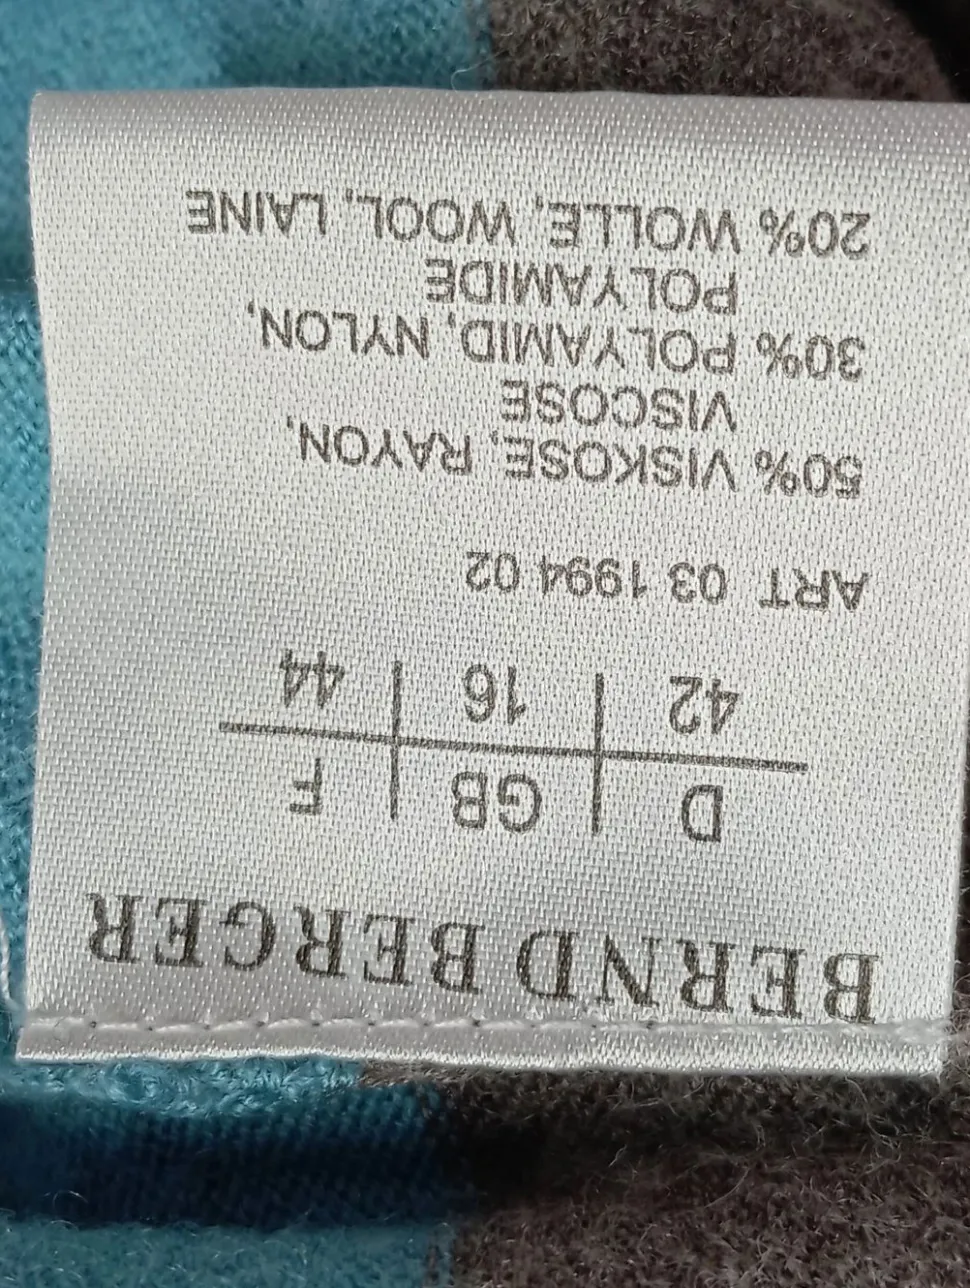 BERND BERGER
D | GB | F
42 | 16 | 44
ART 03 1994 02
50% VISKOSE, RAYON,
VISCOSE
30% POLYAMID, NYLON,
POLYAMIDE
20% WOLLE, WOOL, LAINE